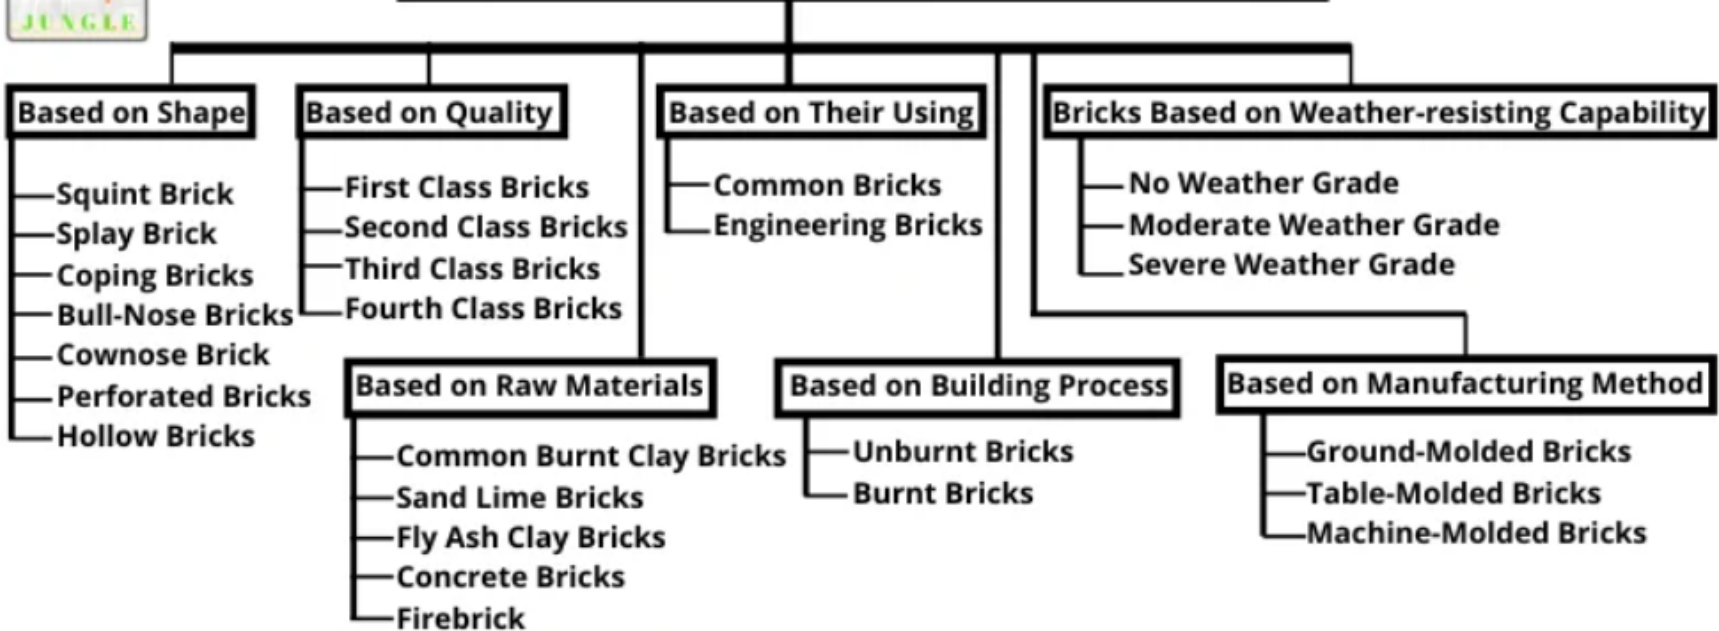 JUNGLE
Based on Shape
Squint Brick
Splay Brick
Coping Bricks
Bull-Nose Bricks
Cownose Brick
Perforated Bricks
Hollow Bricks
Based on Quality
First Class Bricks
Second Class Bricks
Third Class Bricks
Fourth Class Bricks
Based on Their Using
Common Bricks
Engineering Bricks
Bricks Based on Weather-resisting Capability
No Weather Grade
Moderate Weather Grade
Severe Weather Grade
Based on Raw Materials
Common Burnt Clay Bricks
Sand Lime Bricks
Fly Ash Clay Bricks
Concrete Bricks
Firebrick
Based on Building Process
Unburnt Bricks
Burnt Bricks
Based on Manufacturing Method
Ground-Molded Bricks
Table-Molded Bricks
Machine-Molded Bricks